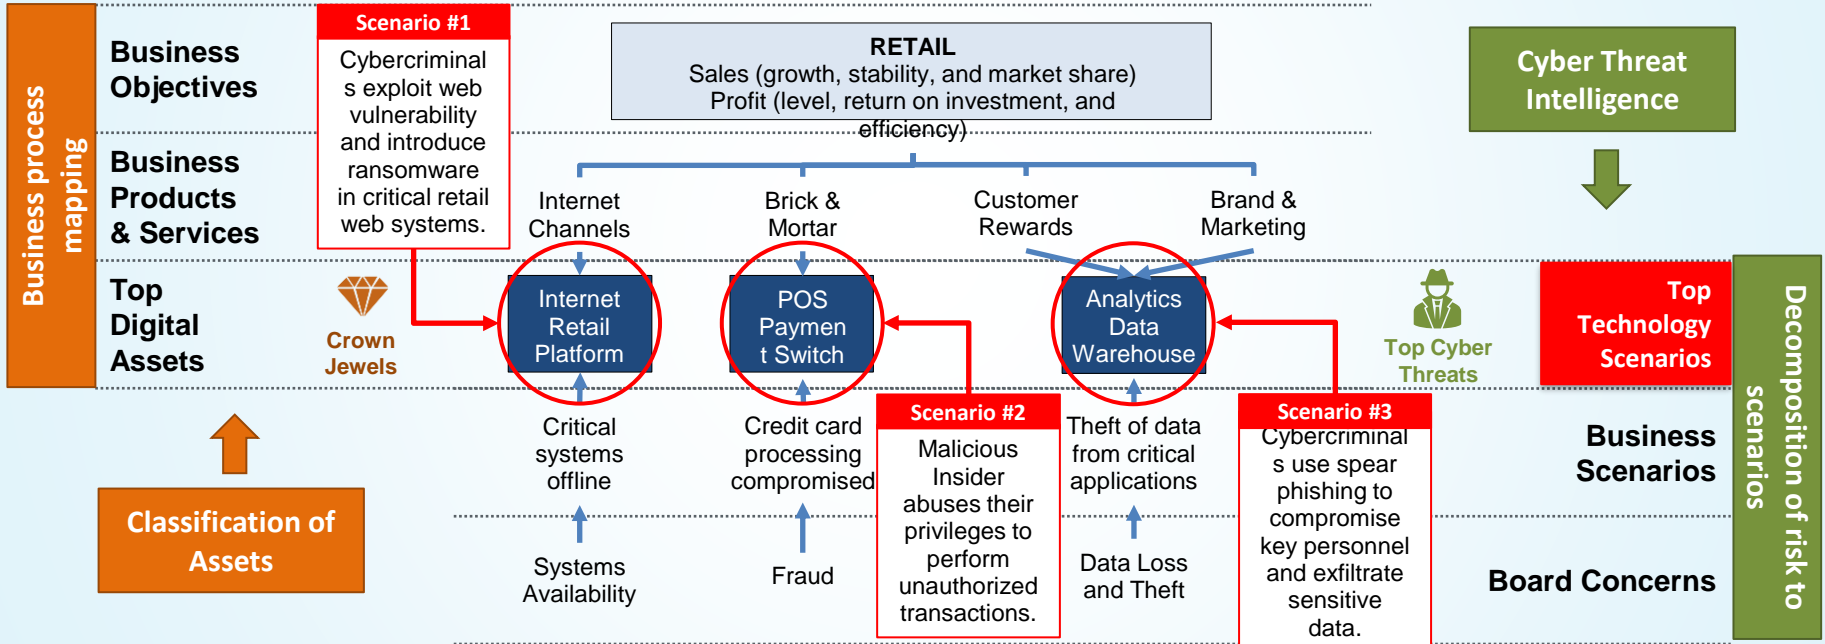 Business process
mapping
Business
Objectives
Business
Products
& Services
Top
Digital
Assets
Scenario #1
Cybercriminal
s exploit web
vulnerability
and introduce
ransomware
in critical retail
web systems.
RETAIL
Sales (growth, stability, and market share)
Profit (level, return on investment, and
efficiency)
Cyber Threat
Intelligence
Internet
Channels
Brick &
Mortar
Customer
Rewards
Brand &
Marketing
Crown
Jewels
Internet
Retail
Platform
POS
Paymen
t Switch
Analytics
Data
Warehouse
Top Cyber
Threats
Top
Technology
Scenarios
Decomposition of risk to
scenarios
Critical
systems
offline
Credit card
processing
compromised
Scenario #2
Malicious
Insider
abuses their
privileges to
perform
unauthorized
transactions.
Theft of data
from critical
applications
Scenario #3
Cybercriminal
s use spear
phishing to
compromise
key personnel
and exfiltrate
sensitive
data.
Business
Scenarios
Classification of
Assets
Systems
Availability
Fraud
Data Loss
and Theft
Board Concerns